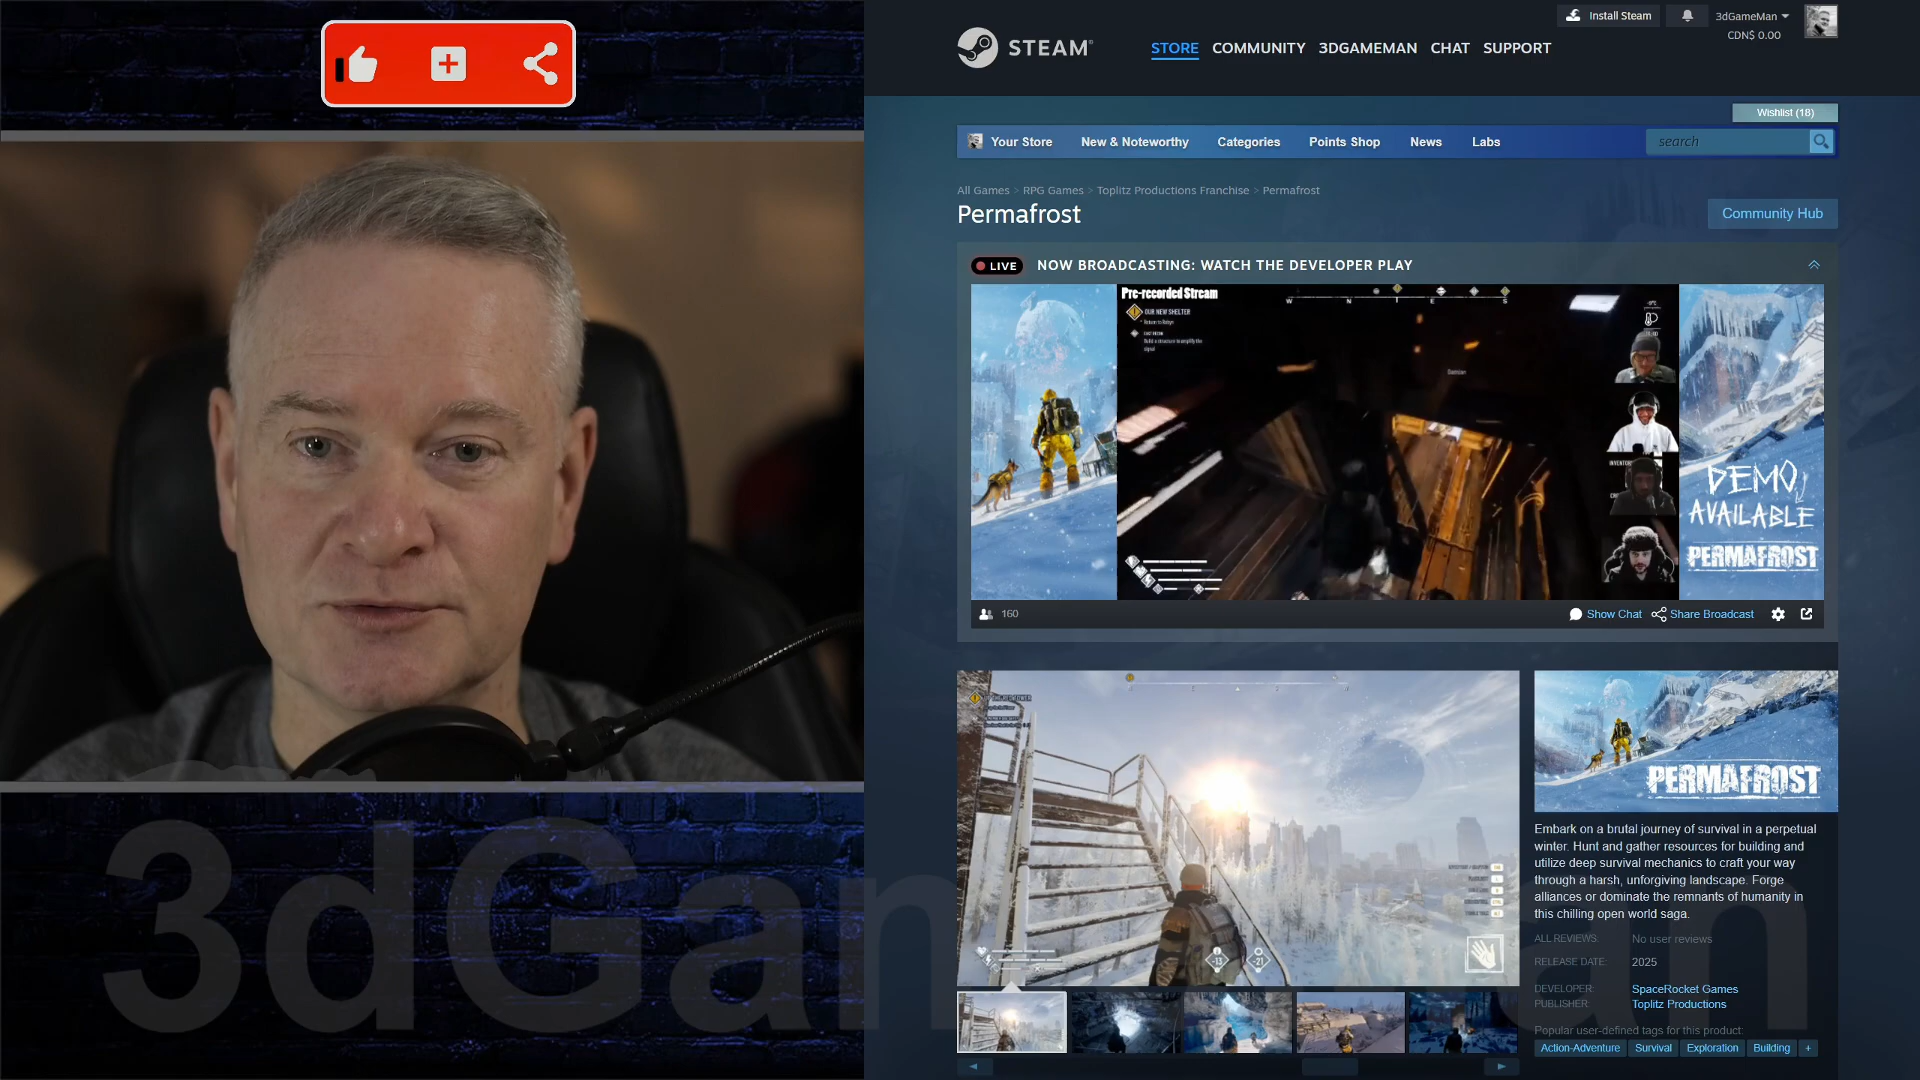 Install Steam
3dGameMan
CDN$ 0.00
STEAM
STORE COMMUNITY 3DGAMEMAN CHAT SUPPORT
Wishlist (18)
Your Store New & Noteworthy Categories Points Shop News Labs
search
All Games > RPG Games > Toplitz Productions Franchise > Permafrost
Permafrost
Community Hub
LIVE NOW BROADCASTING: WATCH THE DEVELOPER PLAY
Pre-recorded Stream
OUR NEW SHELTER
W N E S
DEMO
AVAILABLE
PERMAFROST
160
Show Chat Share Broadcast
PERMAFROST
Embark on a brutal journey of survival in a perpetual
winter. Hunt and gather resources for building and
utilize deep survival mechanics to craft your way
through a harsh, unforgiving landscape. Forge
alliances or dominate the remnants of humanity in
this chilling open world saga.
ALL REVIEWS: No user reviews
RELEASE DATE: 2025
DEVELOPER: SpaceRocket Games
PUBLISHER: Toplitz Productions
Popular user-defined tags for this product:
Action-Adventure Survival Exploration Building +
-13 -21
3dGameMan